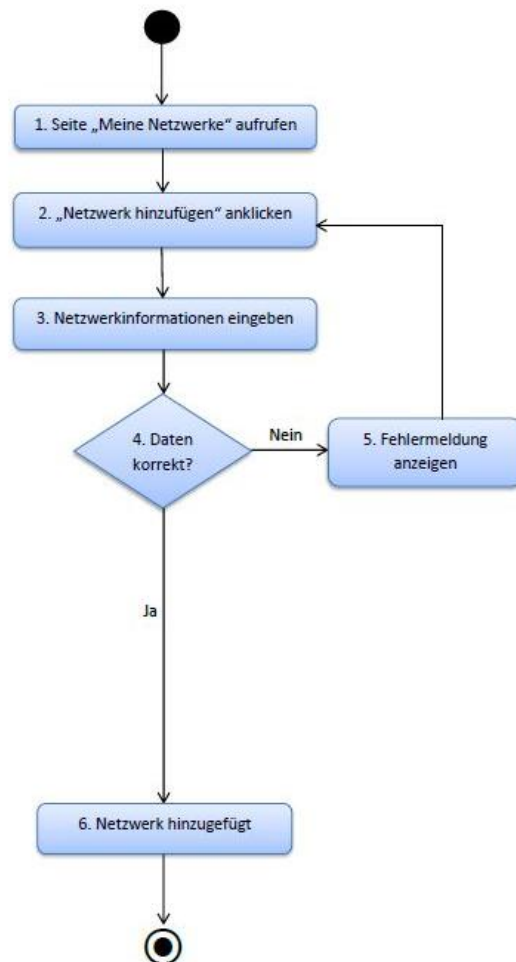 1. Seite „Meine Netzwerke“ aufrufen
2. „Netzwerk hinzufügen“ anklicken
3. Netzwerkinformationen eingeben
4. Daten
korrekt?
Nein
5. Fehlermeldung
anzeigen
Ja
6. Netzwerk hinzugefügt